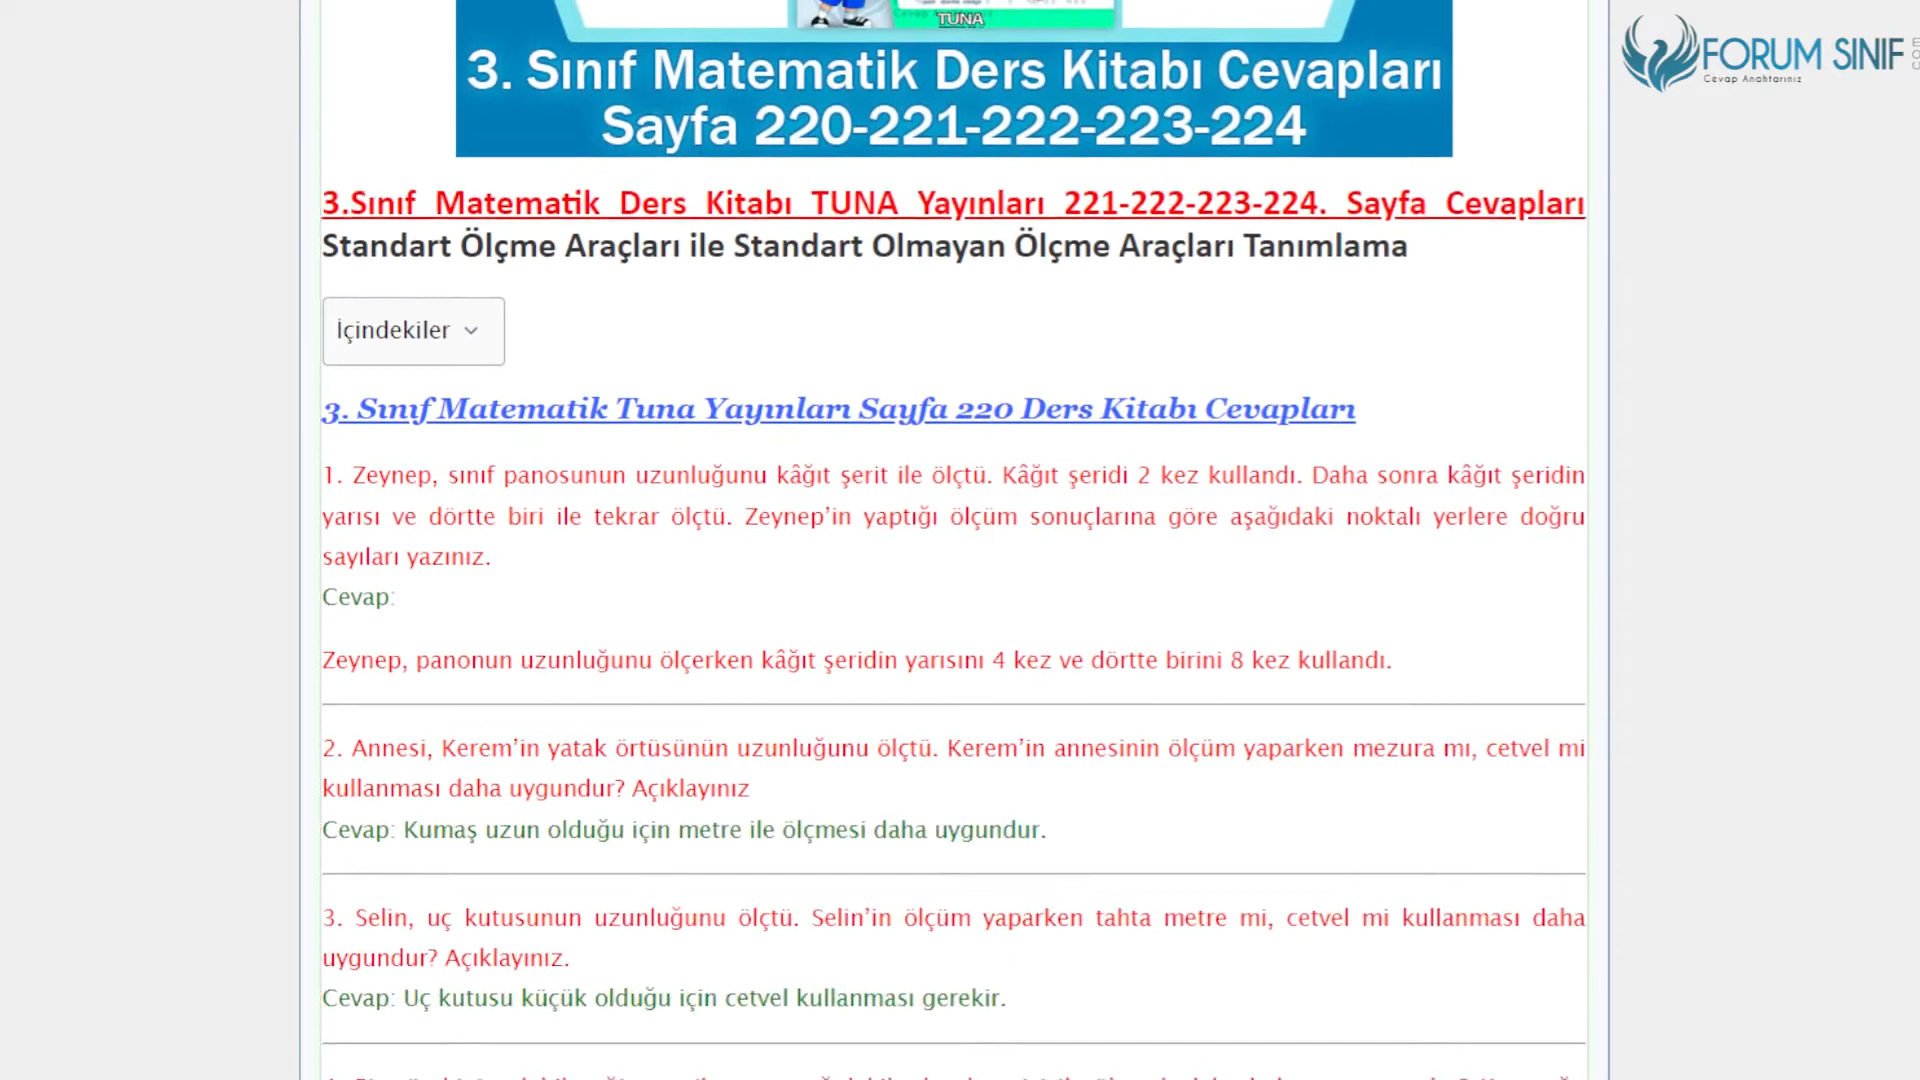 TUNA
3. Sınıf Matematik Ders Kitabı Cevapları
Sayfa 220-221-222-223-224
FORUM SINIF
Cevap Anahtarınız
3.Sınıf Matematik Ders Kitabı TUNA Yayınları 221-222-223-224. Sayfa Cevapları
Standart Ölçme Araçları ile Standart Olmayan Ölçme Araçları Tanımlama
İçindekiler
3. Sınıf Matematik Tuna Yayınları Sayfa 220 Ders Kitabı Cevapları
1. Zeynep, sınıf panosunun uzunluğunu kâğıt şerit ile ölçtü. Kâğıt şeridi 2 kez kullandı. Daha sonra kâğıt şeridin
yarısı ve dörtte biri ile tekrar ölçtü. Zeynep’in yaptığı ölçüm sonuçlarına göre aşağıdaki noktalı yerlere doğru
sayıları yazınız.
Cevap:
Zeynep, panonun uzunluğunu ölçerken kâğıt şeridin yarısını 4 kez ve dörtte birini 8 kez kullandı.
2. Annesi, Kerem’in yatak örtüsünün uzunluğunu ölçtü. Kerem’in annesinin ölçüm yaparken mezura mı, cetvel mi
kullanması daha uygundur? Açıklayınız
Cevap: Kumaş uzun olduğu için metre ile ölçmesi daha uygundur.
3. Selin, uç kutusunun uzunluğunu ölçtü. Selin’in ölçüm yaparken tahta metre mi, cetvel mi kullanması daha
uygundur? Açıklayınız.
Cevap: Uç kutusu küçük olduğu için cetvel kullanması gerekir.